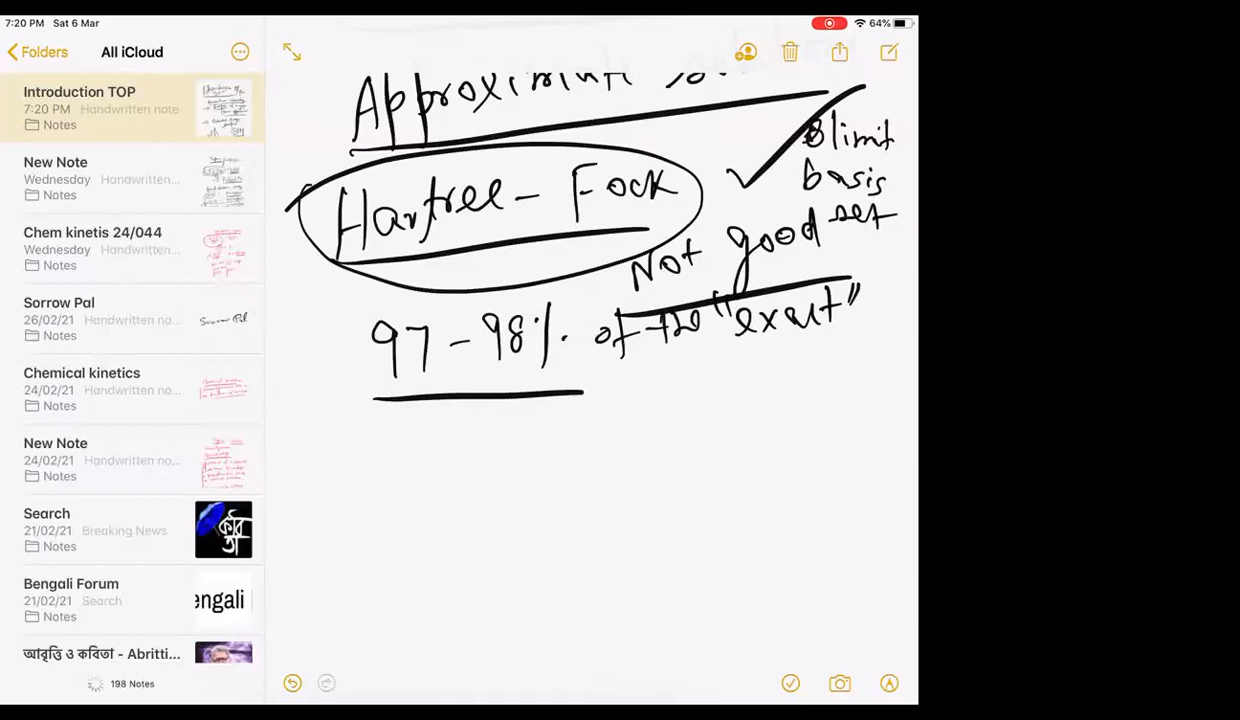 7:20 PM Sat 6 Mar
64%
Folders
All iCloud
Introduction TOP
7:20 PM Handwritten note
Notes
New Note
Wednesday Handwritten...
Notes
Chem kinetis 24/044
Wednesday Handwritten...
Notes
Sorrow Pal
26/02/21 Handwritten no...
Notes
Chemical kinetics
24/02/21 Handwritten no...
Notes
New Note
24/02/21 Handwritten no...
Notes
Search
21/02/21 Breaking News
Notes
কবি
তা
Bengali Forum
21/02/21 Search
Notes
engali
আবৃত্তি ও কবিতা - Abritti...
198 Notes
Approximate
Hartree - Fock
limit
basis
set
Not good
97 - 98% of the "exact"